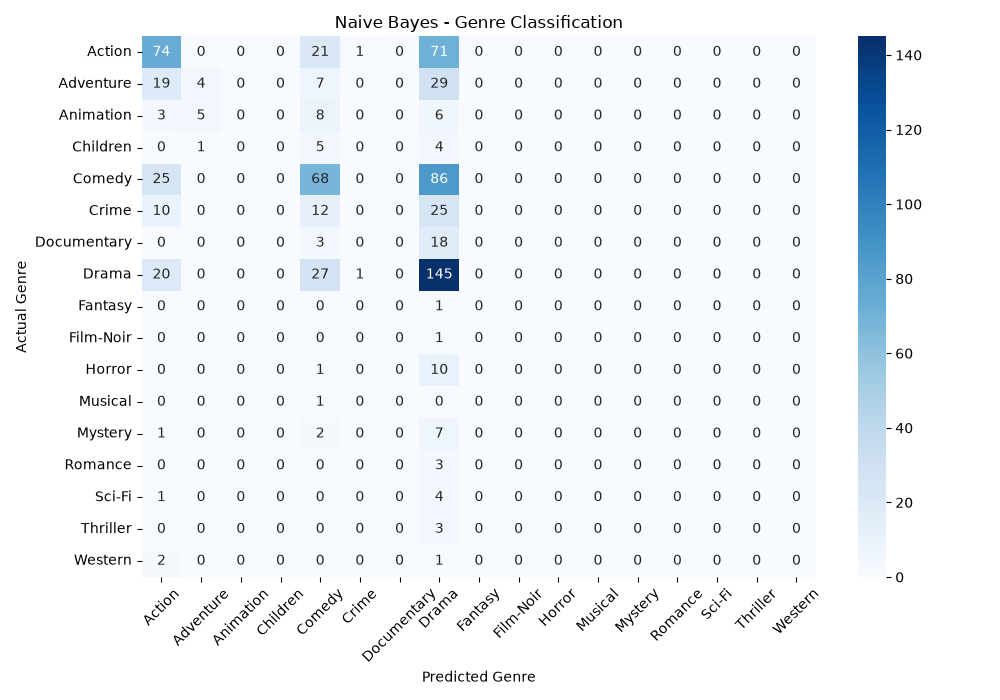 Naive Bayes - Genre Classification
Action 74 0 0 0 21 1 0 71 0 0 0 0 0 0 0 0 0
Adventure 19 4 0 0 7 0 0 29 0 0 0 0 0 0 0 0 0
Animation 3 5 0 0 8 0 0 6 0 0 0 0 0 0 0 0 0
Children 0 1 0 0 5 0 0 4 0 0 0 0 0 0 0 0 0
Comedy 25 0 0 0 68 0 0 86 0 0 0 0 0 0 0 0 0
Crime 10 0 0 0 12 0 0 25 0 0 0 0 0 0 0 0 0
Documentary 0 0 0 0 3 0 0 18 0 0 0 0 0 0 0 0 0
Drama 20 0 0 0 27 1 0 145 0 0 0 0 0 0 0 0 0
Fantasy 0 0 0 0 0 0 0 1 0 0 0 0 0 0 0 0 0
Film-Noir 0 0 0 0 0 0 0 1 0 0 0 0 0 0 0 0 0
Horror 0 0 0 0 1 0 0 10 0 0 0 0 0 0 0 0 0
Musical 0 0 0 0 1 0 0 0 0 0 0 0 0 0 0 0 0
Mystery 1 0 0 0 2 0 0 7 0 0 0 0 0 0 0 0 0
Romance 0 0 0 0 0 0 0 3 0 0 0 0 0 0 0 0 0
Sci-Fi 1 0 0 0 0 0 0 4 0 0 0 0 0 0 0 0 0
Thriller 0 0 0 0 0 0 0 3 0 0 0 0 0 0 0 0 0
Western 2 0 0 0 0 0 0 1 0 0 0 0 0 0 0 0 0
Actual Genre
Action Adventure Animation Children Comedy Crime Documentary Drama Fantasy Film-Noir Horror Musical Mystery Romance Sci-Fi Thriller Western
Predicted Genre
140
120
100
80
60
40
20
0